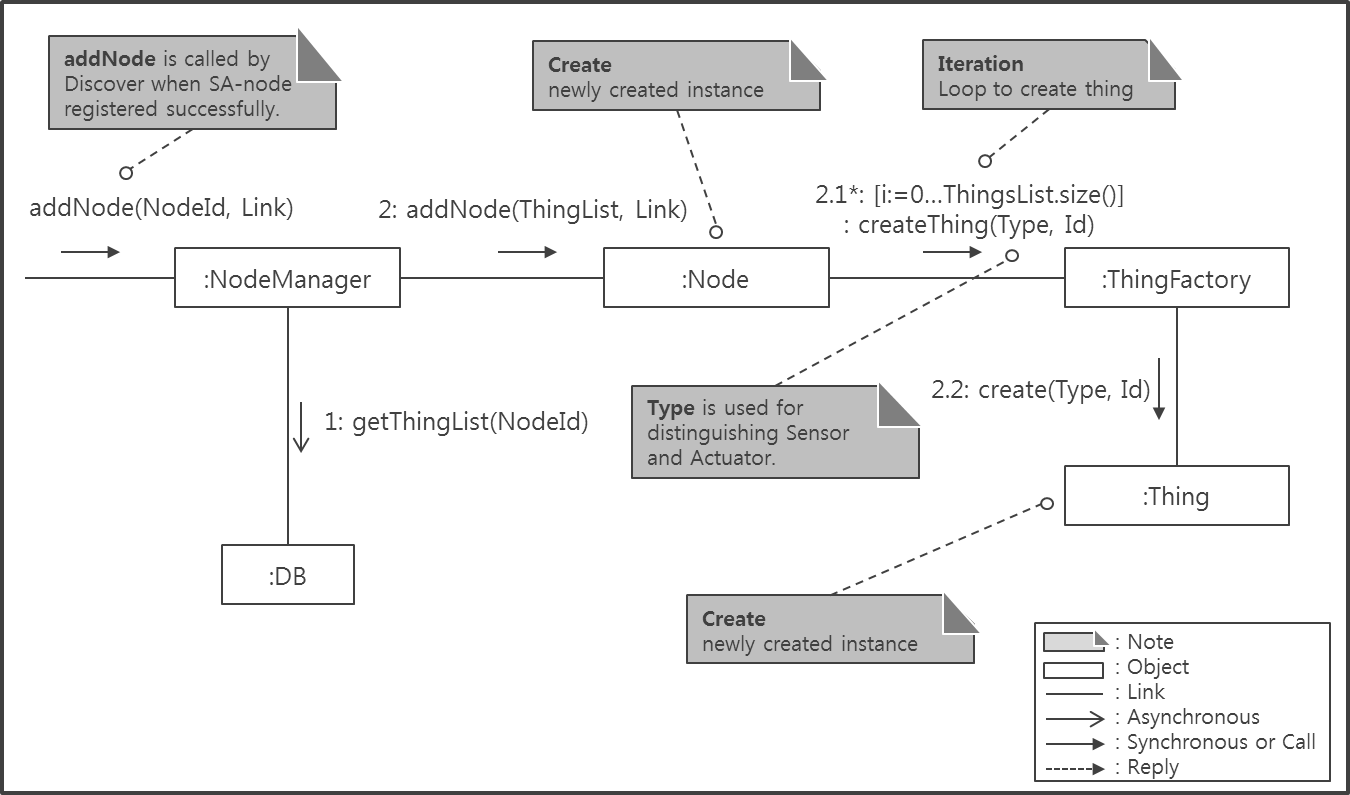 addNode is called by
Discover when SA-node
registered successfully.
Create
newly created instance
Iteration
Loop to create thing
addNode(NodeId, Link)
2: addNode(ThingList, Link)
2.1*: [i:=0...ThingsList.size()]
: createThing(Type, Id)
:NodeManager
:Node
:ThingFactory
1: getThingList(NodeId)
Type is used for
distinguishing Sensor
and Actuator.
2.2: create(Type, Id)
:Thing
:DB
Create
newly created instance
: Note
: Object
: Link
: Asynchronous
: Synchronous or Call
: Reply